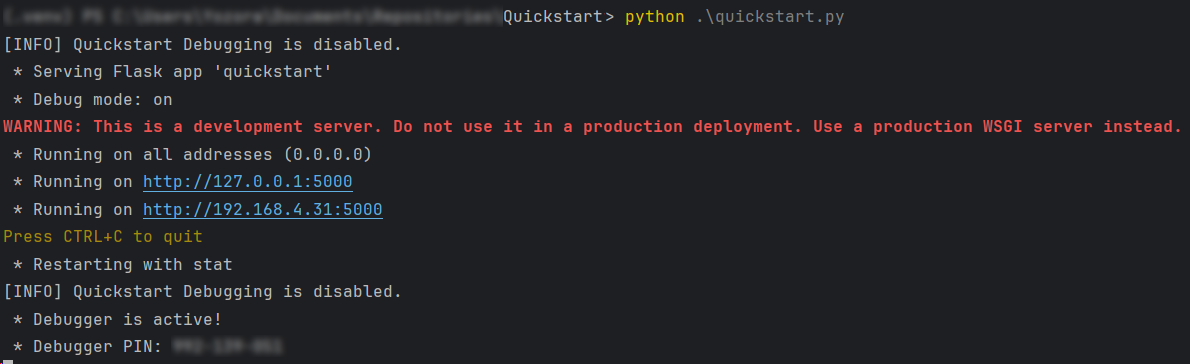 Quickstart> python .\quickstart.py
[INFO] Quickstart Debugging is disabled.
* Serving Flask app 'quickstart'
* Debug mode: on
WARNING: This is a development server. Do not use it in a production deployment. Use a production WSGI server instead.
* Running on all addresses (0.0.0.0)
* Running on http://127.0.0.1:5000
* Running on http://192.168.4.31:5000
Press CTRL+C to quit
* Restarting with stat
[INFO] Quickstart Debugging is disabled.
* Debugger is active!
* Debugger PIN: